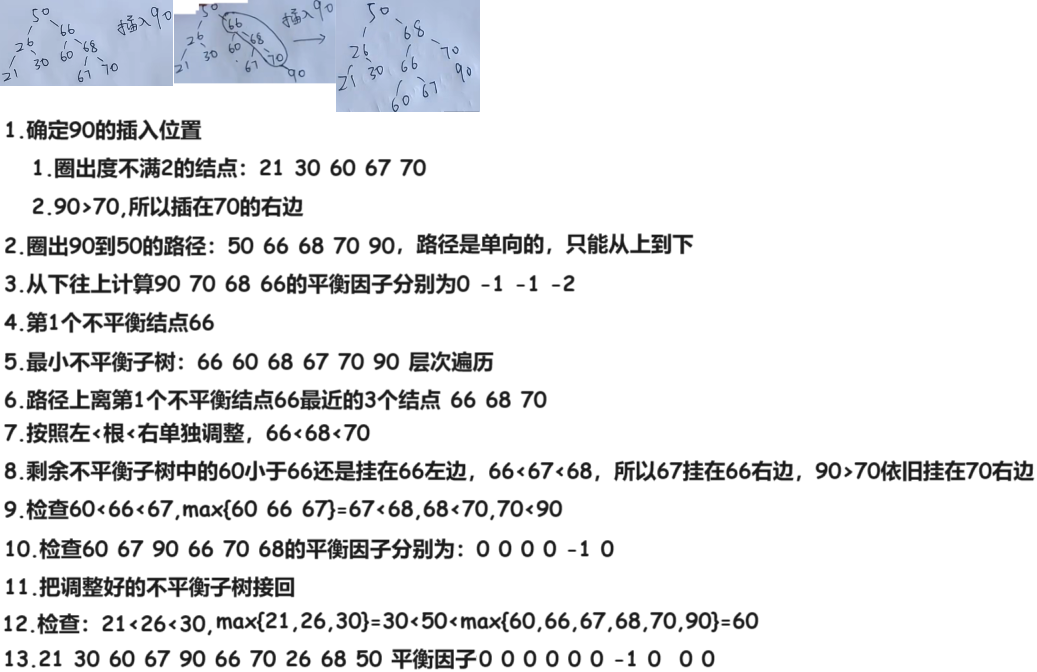 50
26 66 插入90
21 30 60 68
67 70
50
26 66 插入90
21 30 60 68
67 70
90
50
26 68
21 30 66 70
60 67 90
1.确定90的插入位置
1.圈出度不满2的结点：21 30 60 67 70
2.90>70,所以插在70的右边
2.圈出90到50的路径：50 66 68 70 90，路径是单向的，只能从上到下
3.从下往上计算90 70 68 66的平衡因子分别为0 -1 -1 -2
4.第1个不平衡结点66
5.最小不平衡子树：66 60 68 67 70 90 层次遍历
6.路径上离第1个不平衡结点66最近的3个结点 66 68 70
7.按照左<根<右单独调整，66<68<70
8.剩余不平衡子树中的60小于66还是挂在66左边，66<67<68，所以67挂在66右边，90>70依旧挂在70右边
9.检查60<66<67,max{60 66 67}=67<68,68<70,70<90
10.检查60 67 90 66 70 68的平衡因子分别为：0 0 0 0 -1 0
11.把调整好的不平衡子树接回
12.检查：21<26<30,max{21,26,30}=30<50<max{60,66,67,68,70,90}=60
13.21 30 60 67 90 66 70 26 68 50 平衡因子0 0 0 0 0 0 -1 0 0 0